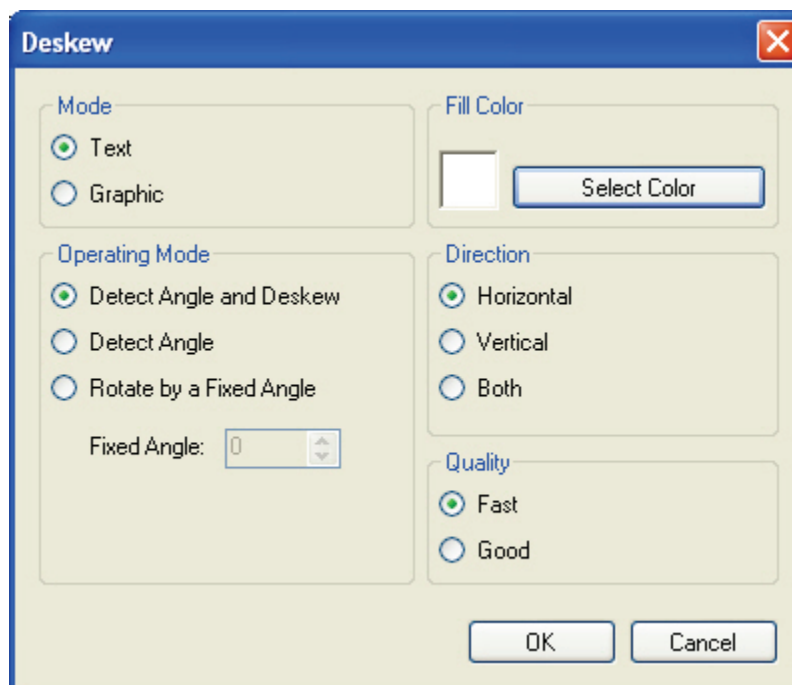 Deskew
Mode
Text
Graphic
Fill Color
Select Color
Operating Mode
Detect Angle and Deskew
Detect Angle
Rotate by a Fixed Angle
Fixed Angle: 0
Direction
Horizontal
Vertical
Both
Quality
Fast
Good
OK Cancel